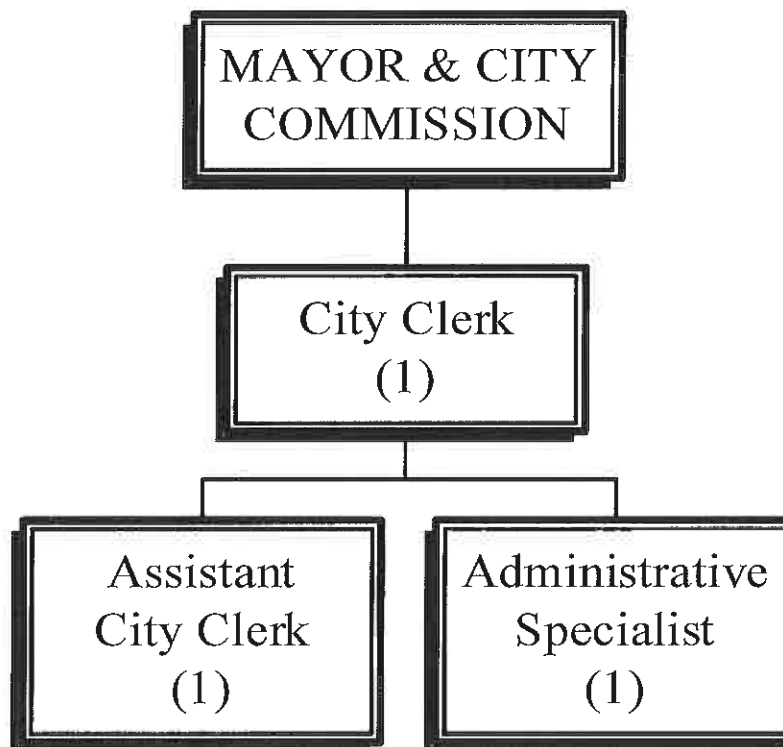 MAYOR & CITY
COMMISSION
City Clerk
(1)
Assistant
City Clerk
(1)
Administrative
Specialist
(1)